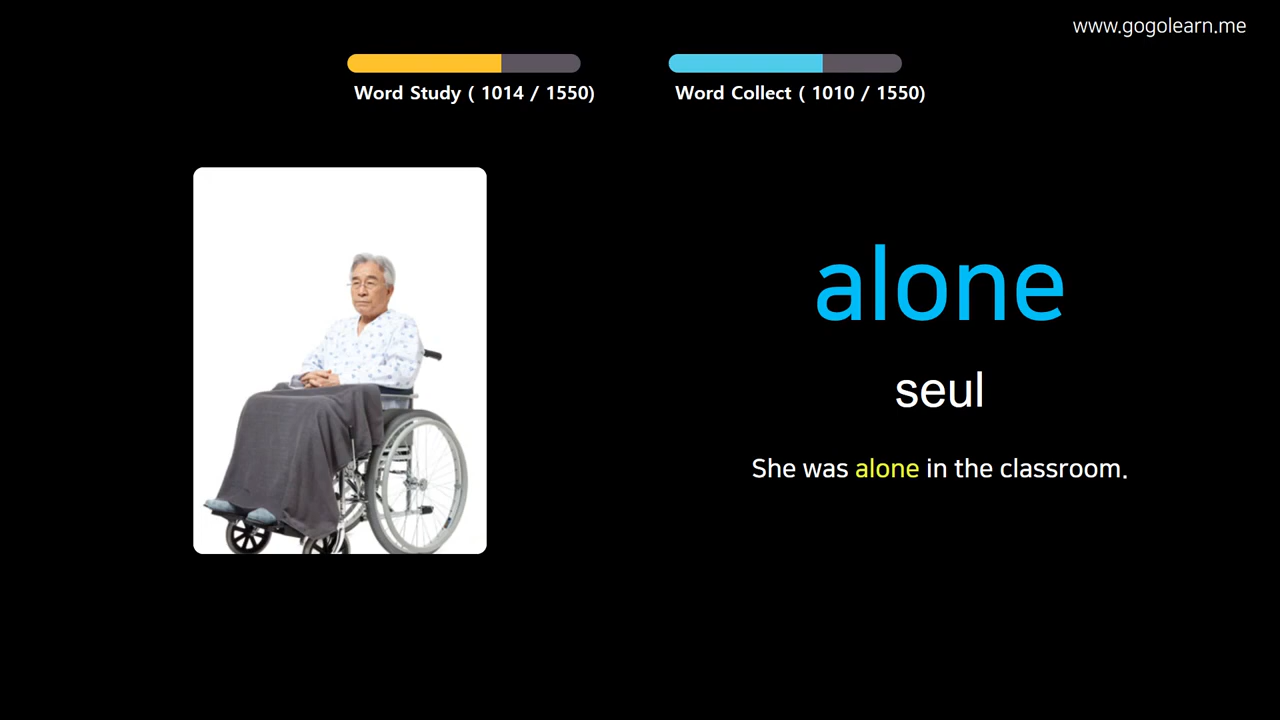 www.gogolearn.me
Word Study ( 1014 / 1550)
Word Collect ( 1010 / 1550)
alone
seul
She was alone in the classroom.